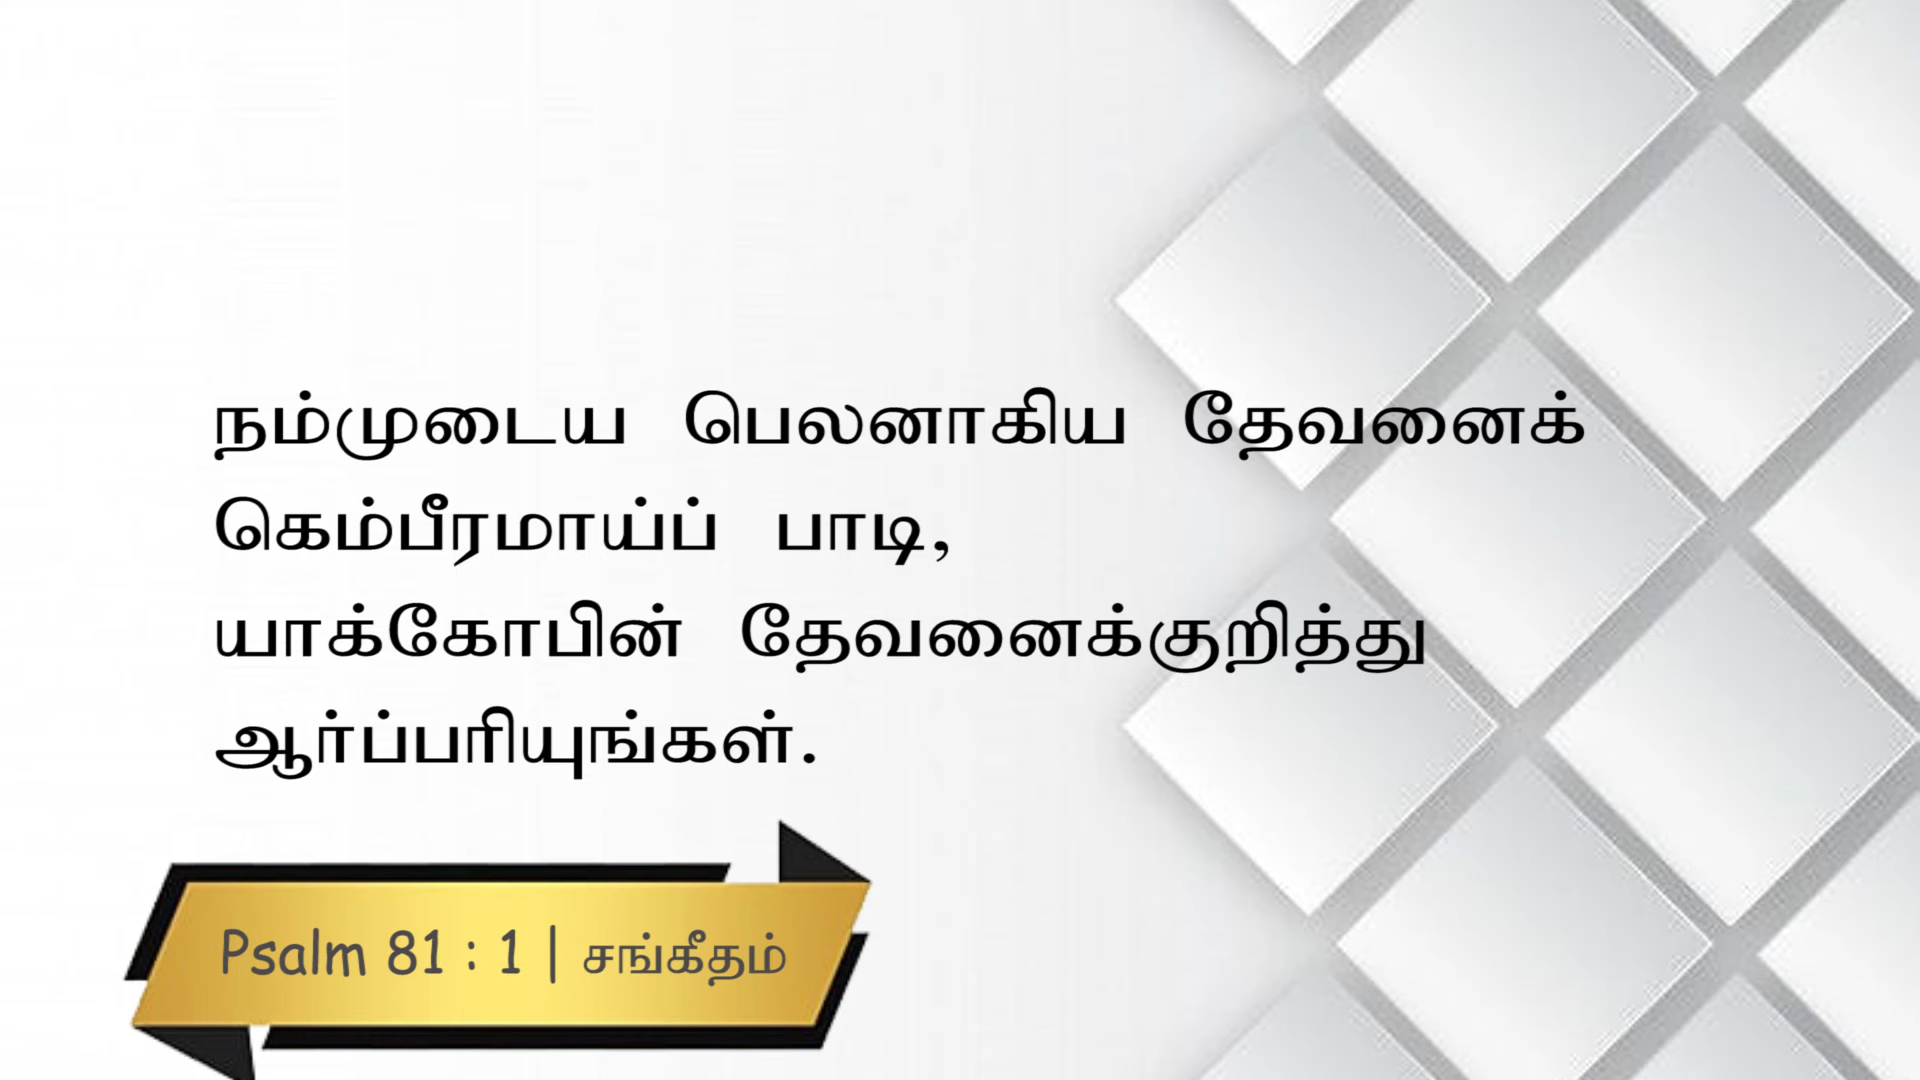 நம்முடைய பெலனாகிய தேவனைக்
கெம்பீரமாய்ப் பாடி,
யாக்கோபின் தேவனைக்குறித்து
ஆர்ப்பரியுங்கள்.
Psalm 81 : 1 | சங்கீதம்